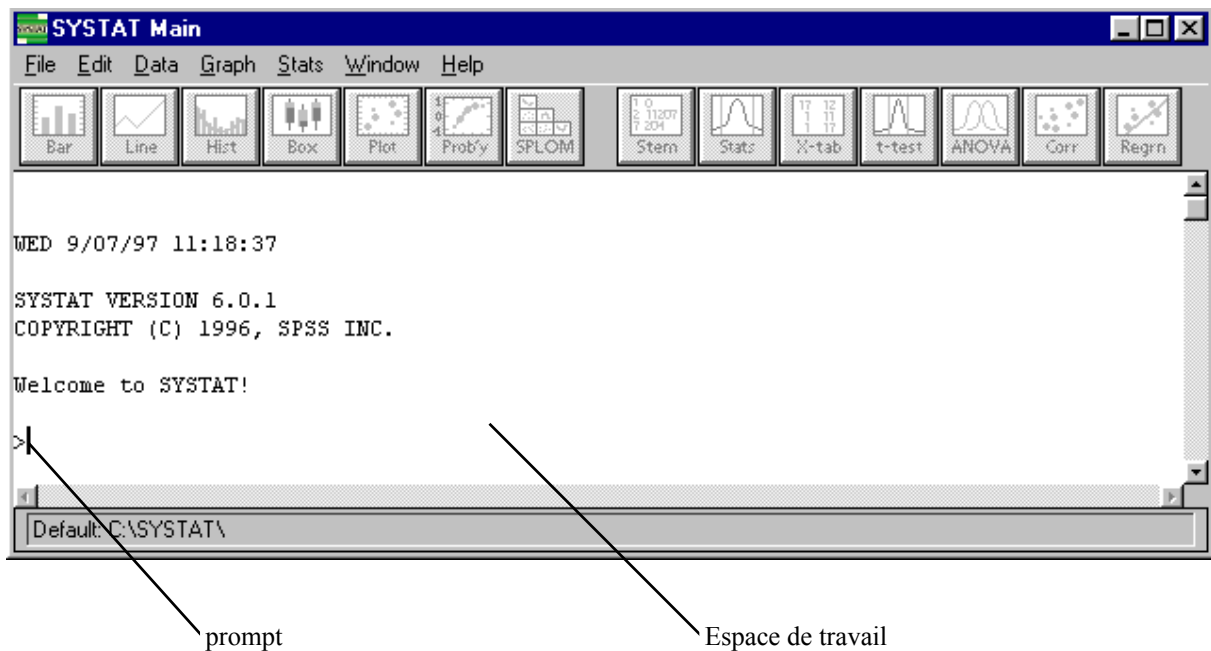 SYSTAT Main
File Edit Data Graph Stats Window Help
Bar Line Hist Box Plot Prob'y SPLOM Stem Stats X-tab t-test ANOVA Corr Regrn
WED 9/07/97 11:18:37
SYSTAT VERSION 6.0.1
COPYRIGHT (C) 1996, SPSS INC.
Welcome to SYSTAT!
>
Default: C:\SYSTAT\
prompt Espace de travail